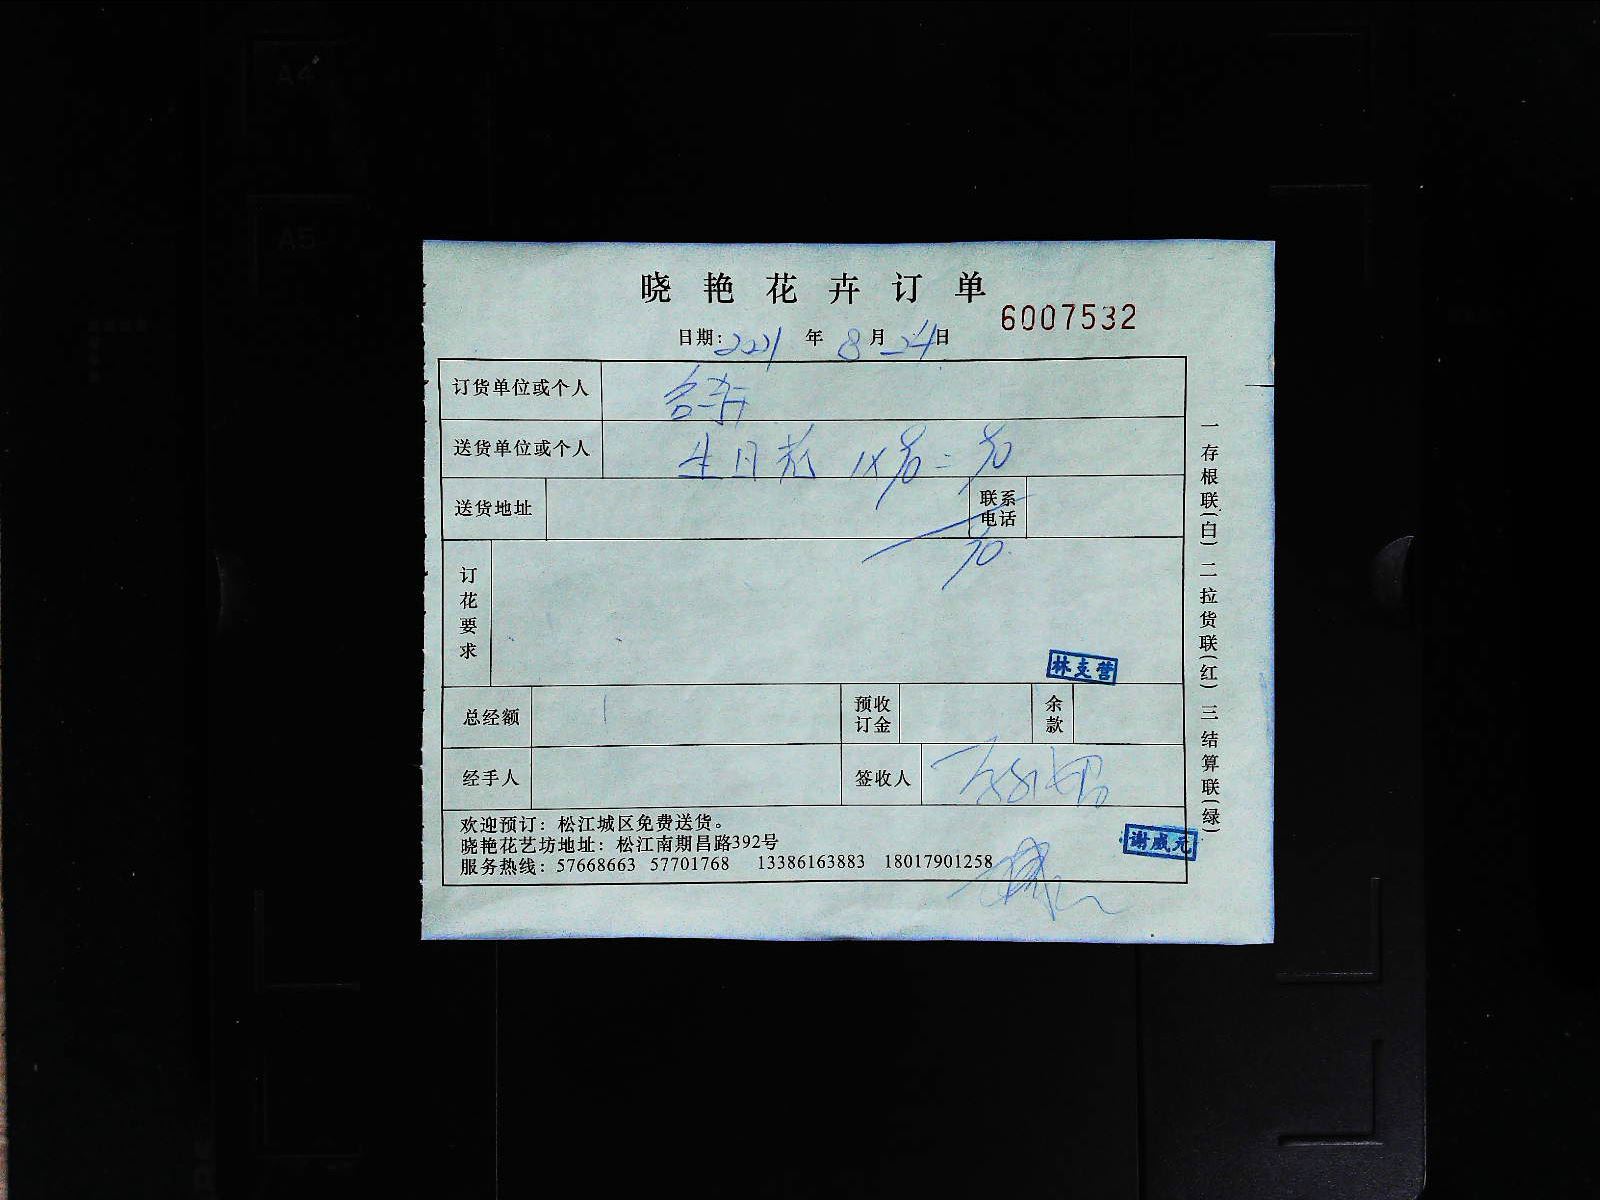 A4
A5
晓艳花卉订单
6007532
日期：2021年8月24日
订货单位或个人
送货单位或个人 生日花
送货地址 联系电话
订花要求
林支营
总经额 预收订金 余款
经手人 签收人
欢迎预订：松江城区免费送货。
晓艳花艺坊地址：松江南期昌路392号
服务热线：57668663 57701768 13386163883 18017901258
谢威元
一存根联(白) 二拉货联(红) 三结算联(绿)